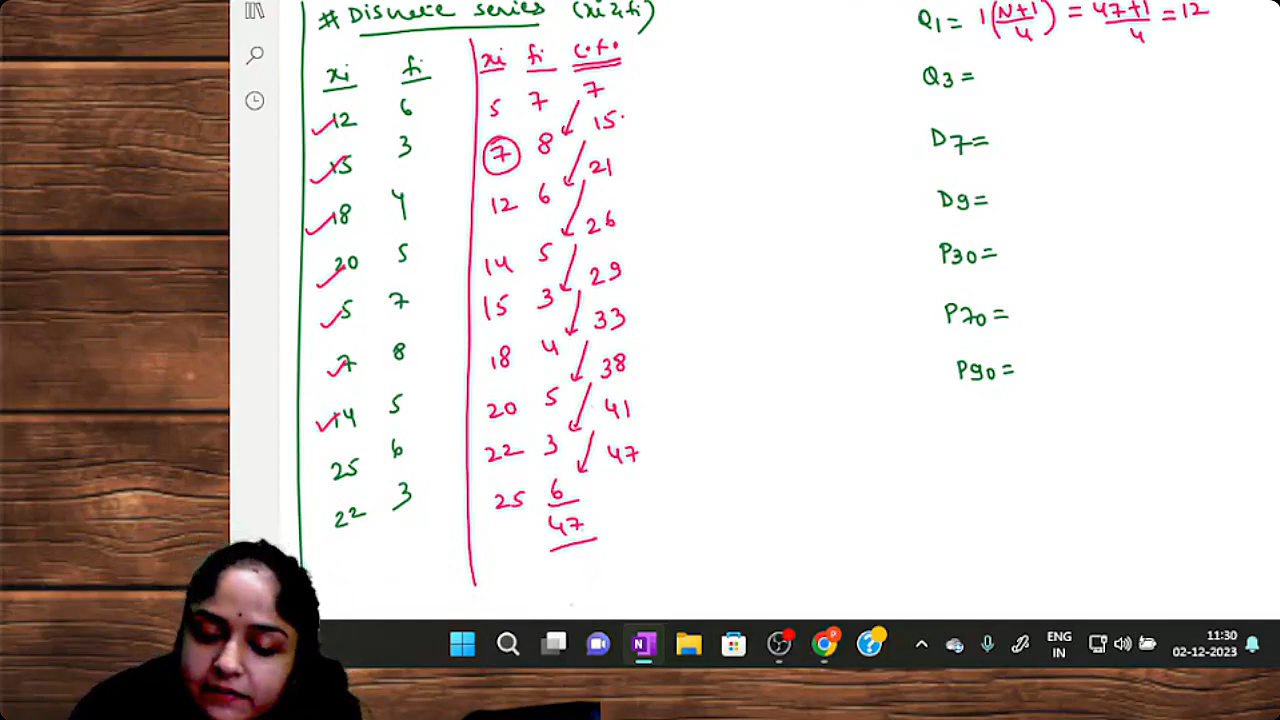 # Discrete series (xi & fi)
xi fi
12 6
15 3
18 4
20 5
5 7
7 8
14 5
25 6
22 3
xi fi c.f.
5 7 7
7 8 15
12 6 21
14 5 26
15 3 29
18 4 33
20 5 38
22 3 41
25 6 47
47
Q1 = 1(N+1/4) = 47+1/4 = 12
Q3 =
D7 =
D9 =
P30 =
P70 =
P90 =
ENG
IN
11:30
02-12-2023